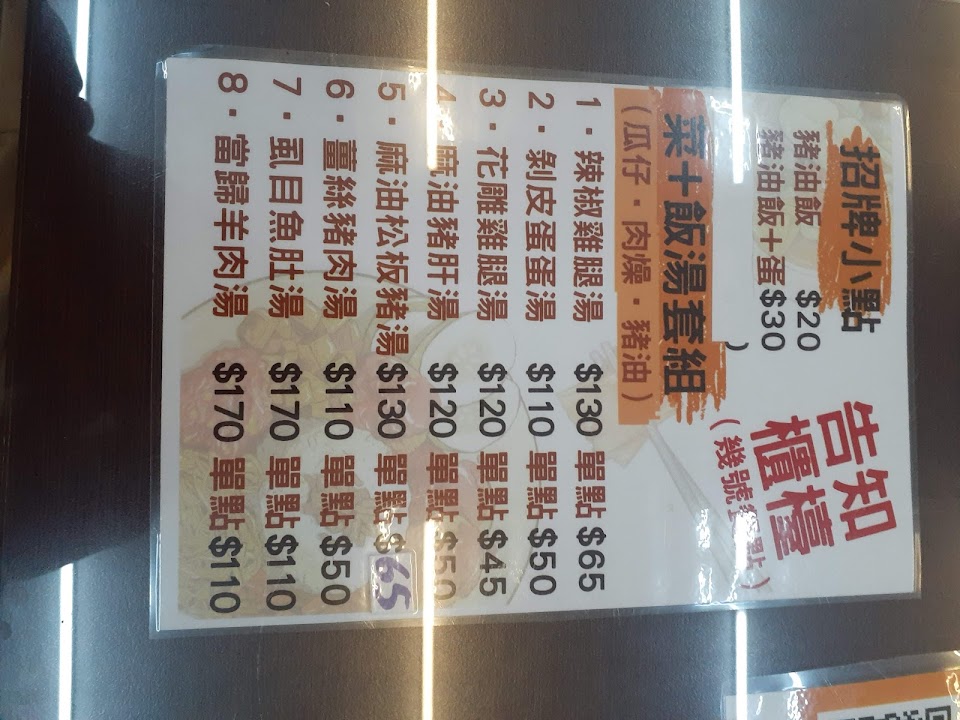 招牌小點
豬油飯 $20
豬油飯+蛋 $30
告知
櫃檯
(幾號 點)
菜+飯湯套組
(瓜仔·肉燥·豬油)
1·辣椒雞腿湯 $130 單點 $65
2·剝皮蛋蛋湯 $110 單點 $50
3·花雕雞腿湯 $120 單點 $45
4·麻油豬肝湯 $120 單點 $50
5·麻油松板豬湯 $130 單點 $65
6·薑絲豬肉湯 $110 單點 $50
7·虱目魚肚湯 $170 單點 $110
8·當歸羊肉湯 $170 單點 $110